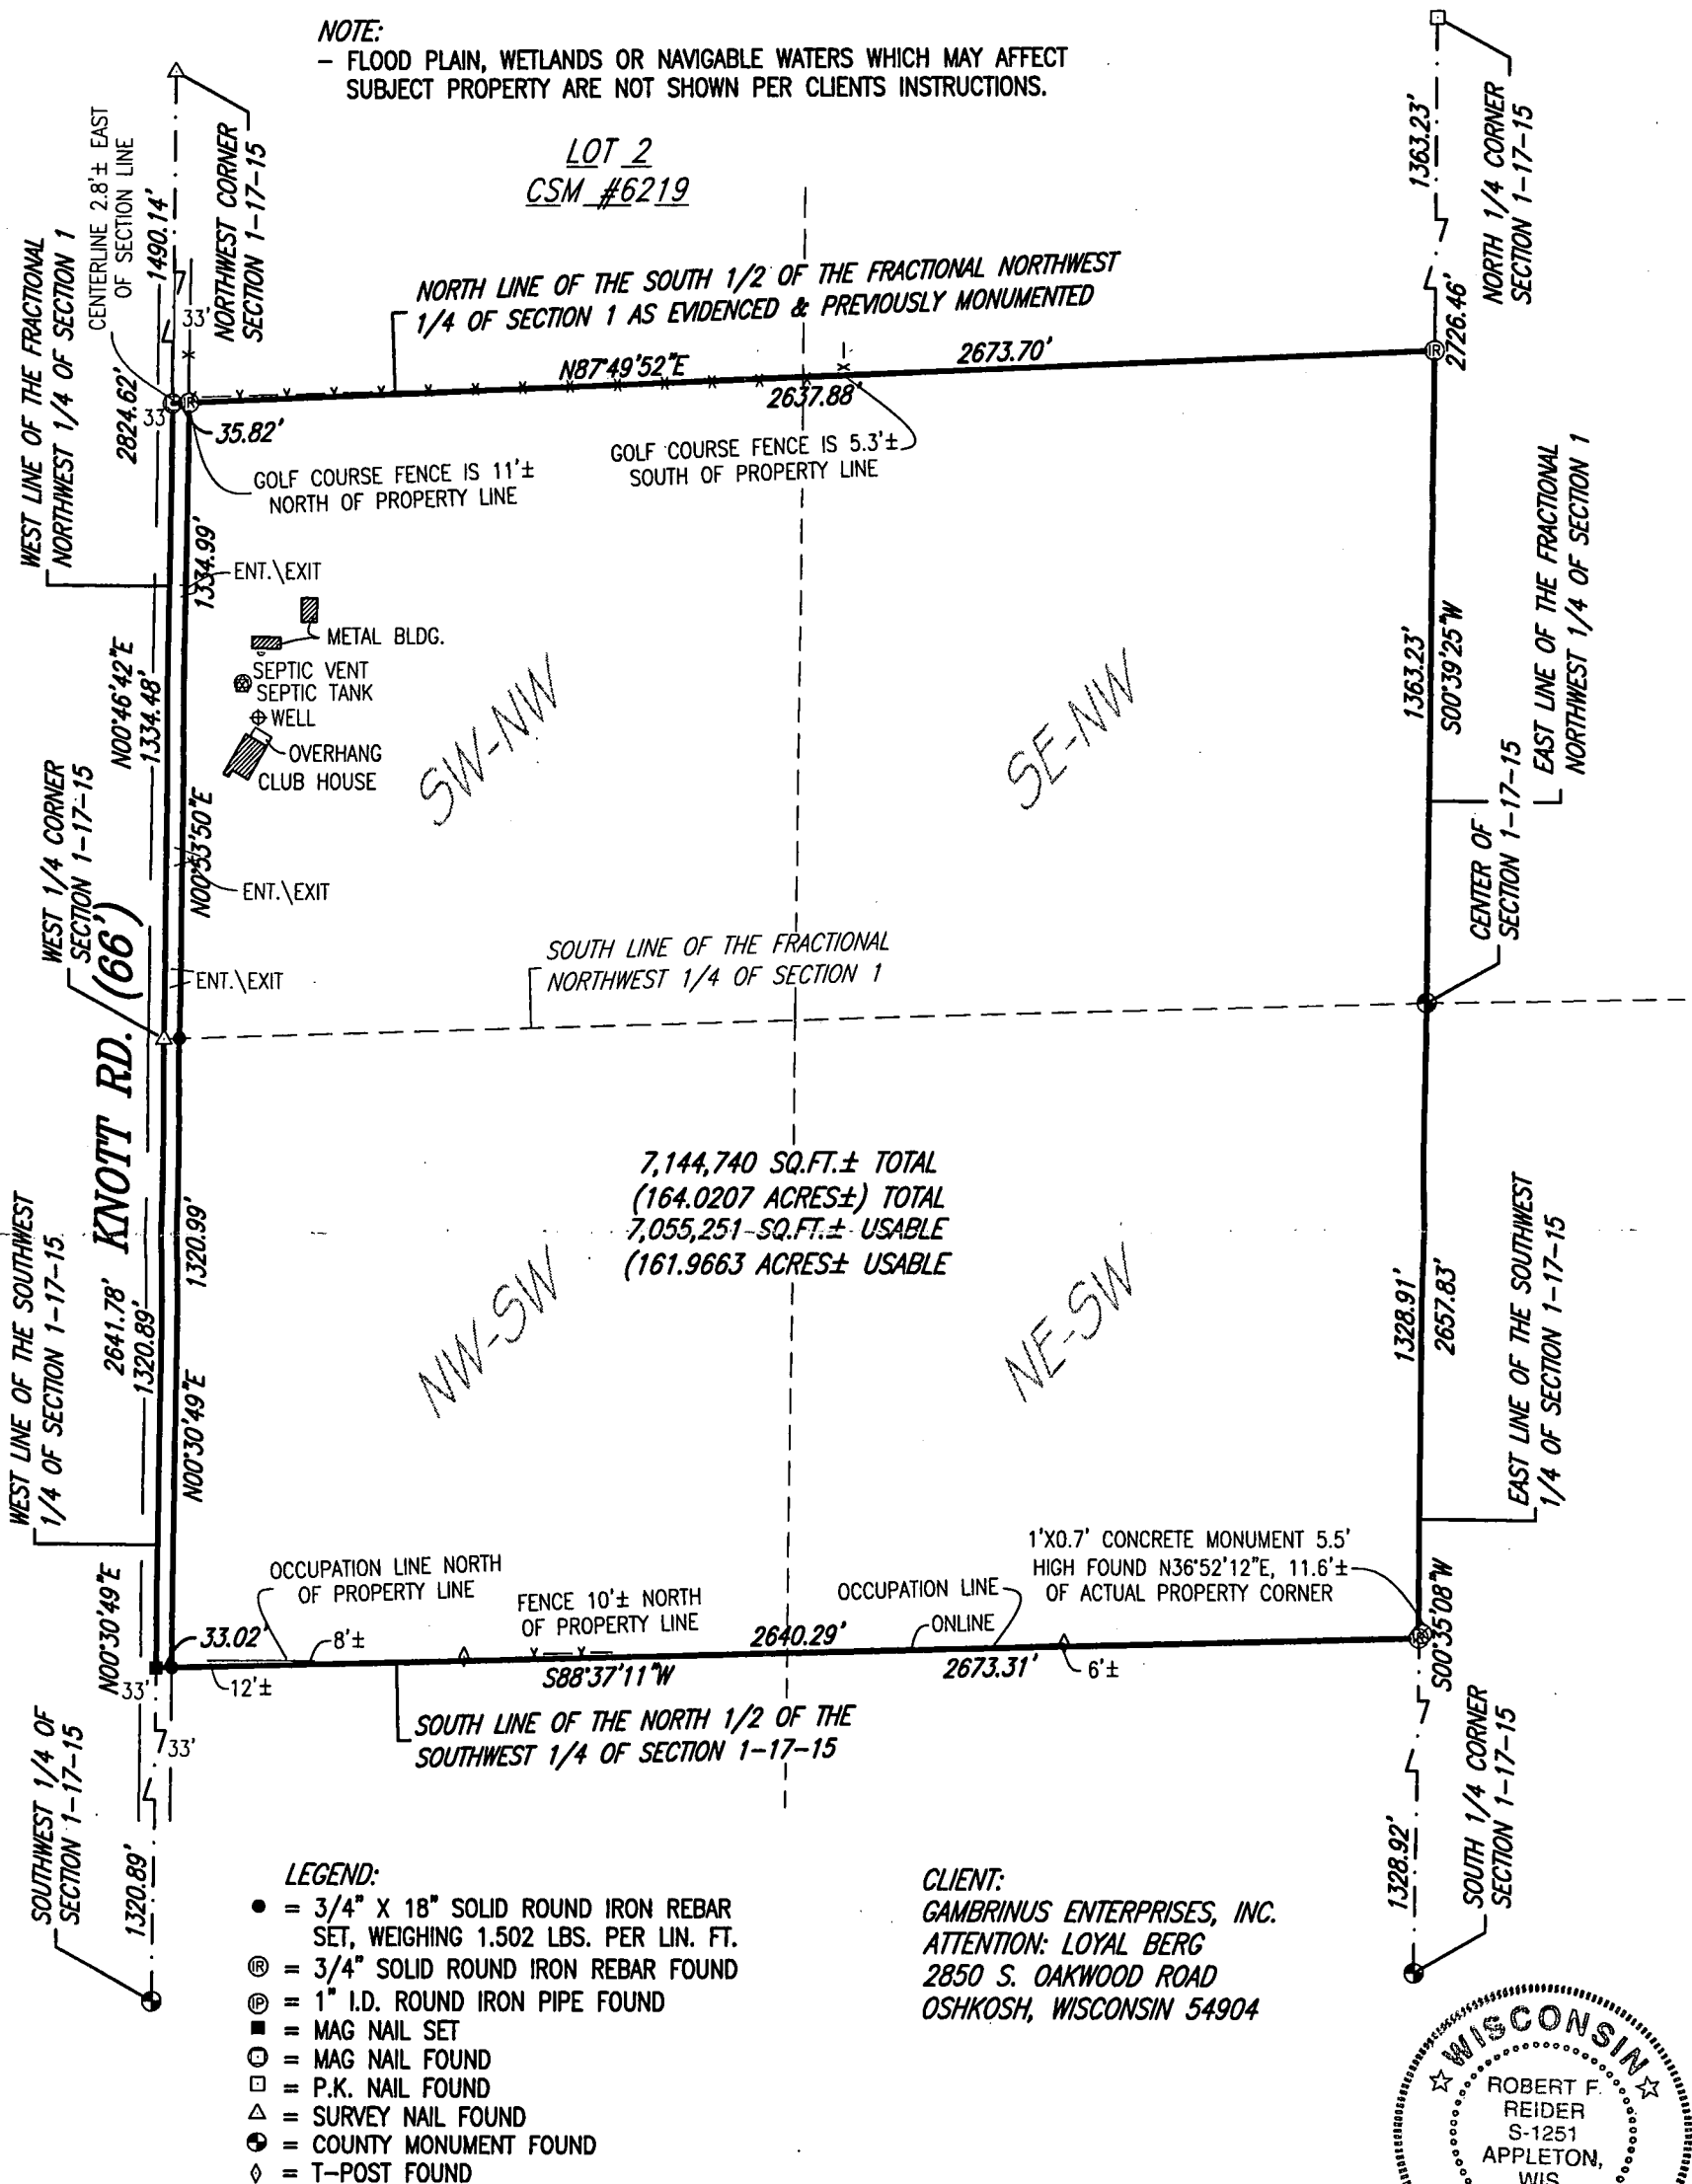 NOTE:
- FLOOD PLAIN, WETLANDS OR NAVIGABLE WATERS WHICH MAY AFFECT
SUBJECT PROPERTY ARE NOT SHOWN PER CLIENTS INSTRUCTIONS.
LOT 2
CSM #6219
CENTERLINE 2.8'± EAST
OF SECTION LINE
1490.14'
NORTHWEST CORNER
SECTION 1-17-15
1363.23'
NORTH 1/4 CORNER
SECTION 1-17-15
2726.46'
WEST LINE OF THE FRACTIONAL
NORTHWEST 1/4 OF SECTION 1
2824.62'
33'
33'
NORTH LINE OF THE SOUTH 1/2 OF THE FRACTIONAL NORTHWEST
1/4 OF SECTION 1 AS EVIDENCED & PREVIOUSLY MONUMENTED
N87°49'52"E
2673.70'
2637.88'
35.82'
GOLF COURSE FENCE IS 11'±
NORTH OF PROPERTY LINE
GOLF COURSE FENCE IS 5.3'±
SOUTH OF PROPERTY LINE
1334.99'
ENT.\EXIT
METAL BLDG.
SEPTIC VENT
SEPTIC TANK
WELL
OVERHANG
CLUB HOUSE
N00°46'42"E
1334.48'
N00°53'50"E
ENT.\EXIT
ENT.\EXIT
SW-NW
SE-NW
1363.23'
S00°39'25"W
EAST LINE OF THE FRACTIONAL
NORTHWEST 1/4 OF SECTION 1
CENTER OF
SECTION 1-17-15
WEST 1/4 CORNER
SECTION 1-17-15
KNOTT RD. (66')
SOUTH LINE OF THE FRACTIONAL
NORTHWEST 1/4 OF SECTION 1
7,144,740 SQ.FT.± TOTAL
(164.0207 ACRES±) TOTAL
7,055,251 SQ.FT.± USABLE
(161.9663 ACRES± USABLE
WEST LINE OF THE SOUTHWEST
1/4 OF SECTION 1-17-15
2641.78'
1320.89'
1320.99'
N00°30'49"E
NW-SW
NE-SW
1328.91'
2657.83'
EAST LINE OF THE SOUTHWEST
1/4 OF SECTION 1-17-15
N00°30'49"E
OCCUPATION LINE NORTH
OF PROPERTY LINE
FENCE 10'± NORTH
OF PROPERTY LINE
OCCUPATION LINE
ONLINE
1'X0.7' CONCRETE MONUMENT 5.5'
HIGH FOUND N36°52'12"E, 11.6'±
OF ACTUAL PROPERTY CORNER
S00°35'08"W
33.02'
8'±
12'±
2640.29'
S88°37'11"W
2673.31'
6'±
33'
33'
SOUTH LINE OF THE NORTH 1/2 OF THE
SOUTHWEST 1/4 OF SECTION 1-17-15
SOUTHWEST 1/4 OF
SECTION 1-17-15
1320.89'
1328.92'
SOUTH 1/4 CORNER
SECTION 1-17-15
LEGEND:
● = 3/4" X 18" SOLID ROUND IRON REBAR
SET, WEIGHING 1.502 LBS. PER LIN. FT.
IR = 3/4" SOLID ROUND IRON REBAR FOUND
IP = 1" I.D. ROUND IRON PIPE FOUND
■ = MAG NAIL SET
= MAG NAIL FOUND
= P.K. NAIL FOUND
△ = SURVEY NAIL FOUND
= COUNTY MONUMENT FOUND
◊ = T-POST FOUND
CLIENT:
GAMBRINUS ENTERPRISES, INC.
ATTENTION: LOYAL BERG
2850 S. OAKWOOD ROAD
OSHKOSH, WISCONSIN 54904
WISCONSIN
ROBERT F.
REIDER
S-1251
APPLETON,
WIS